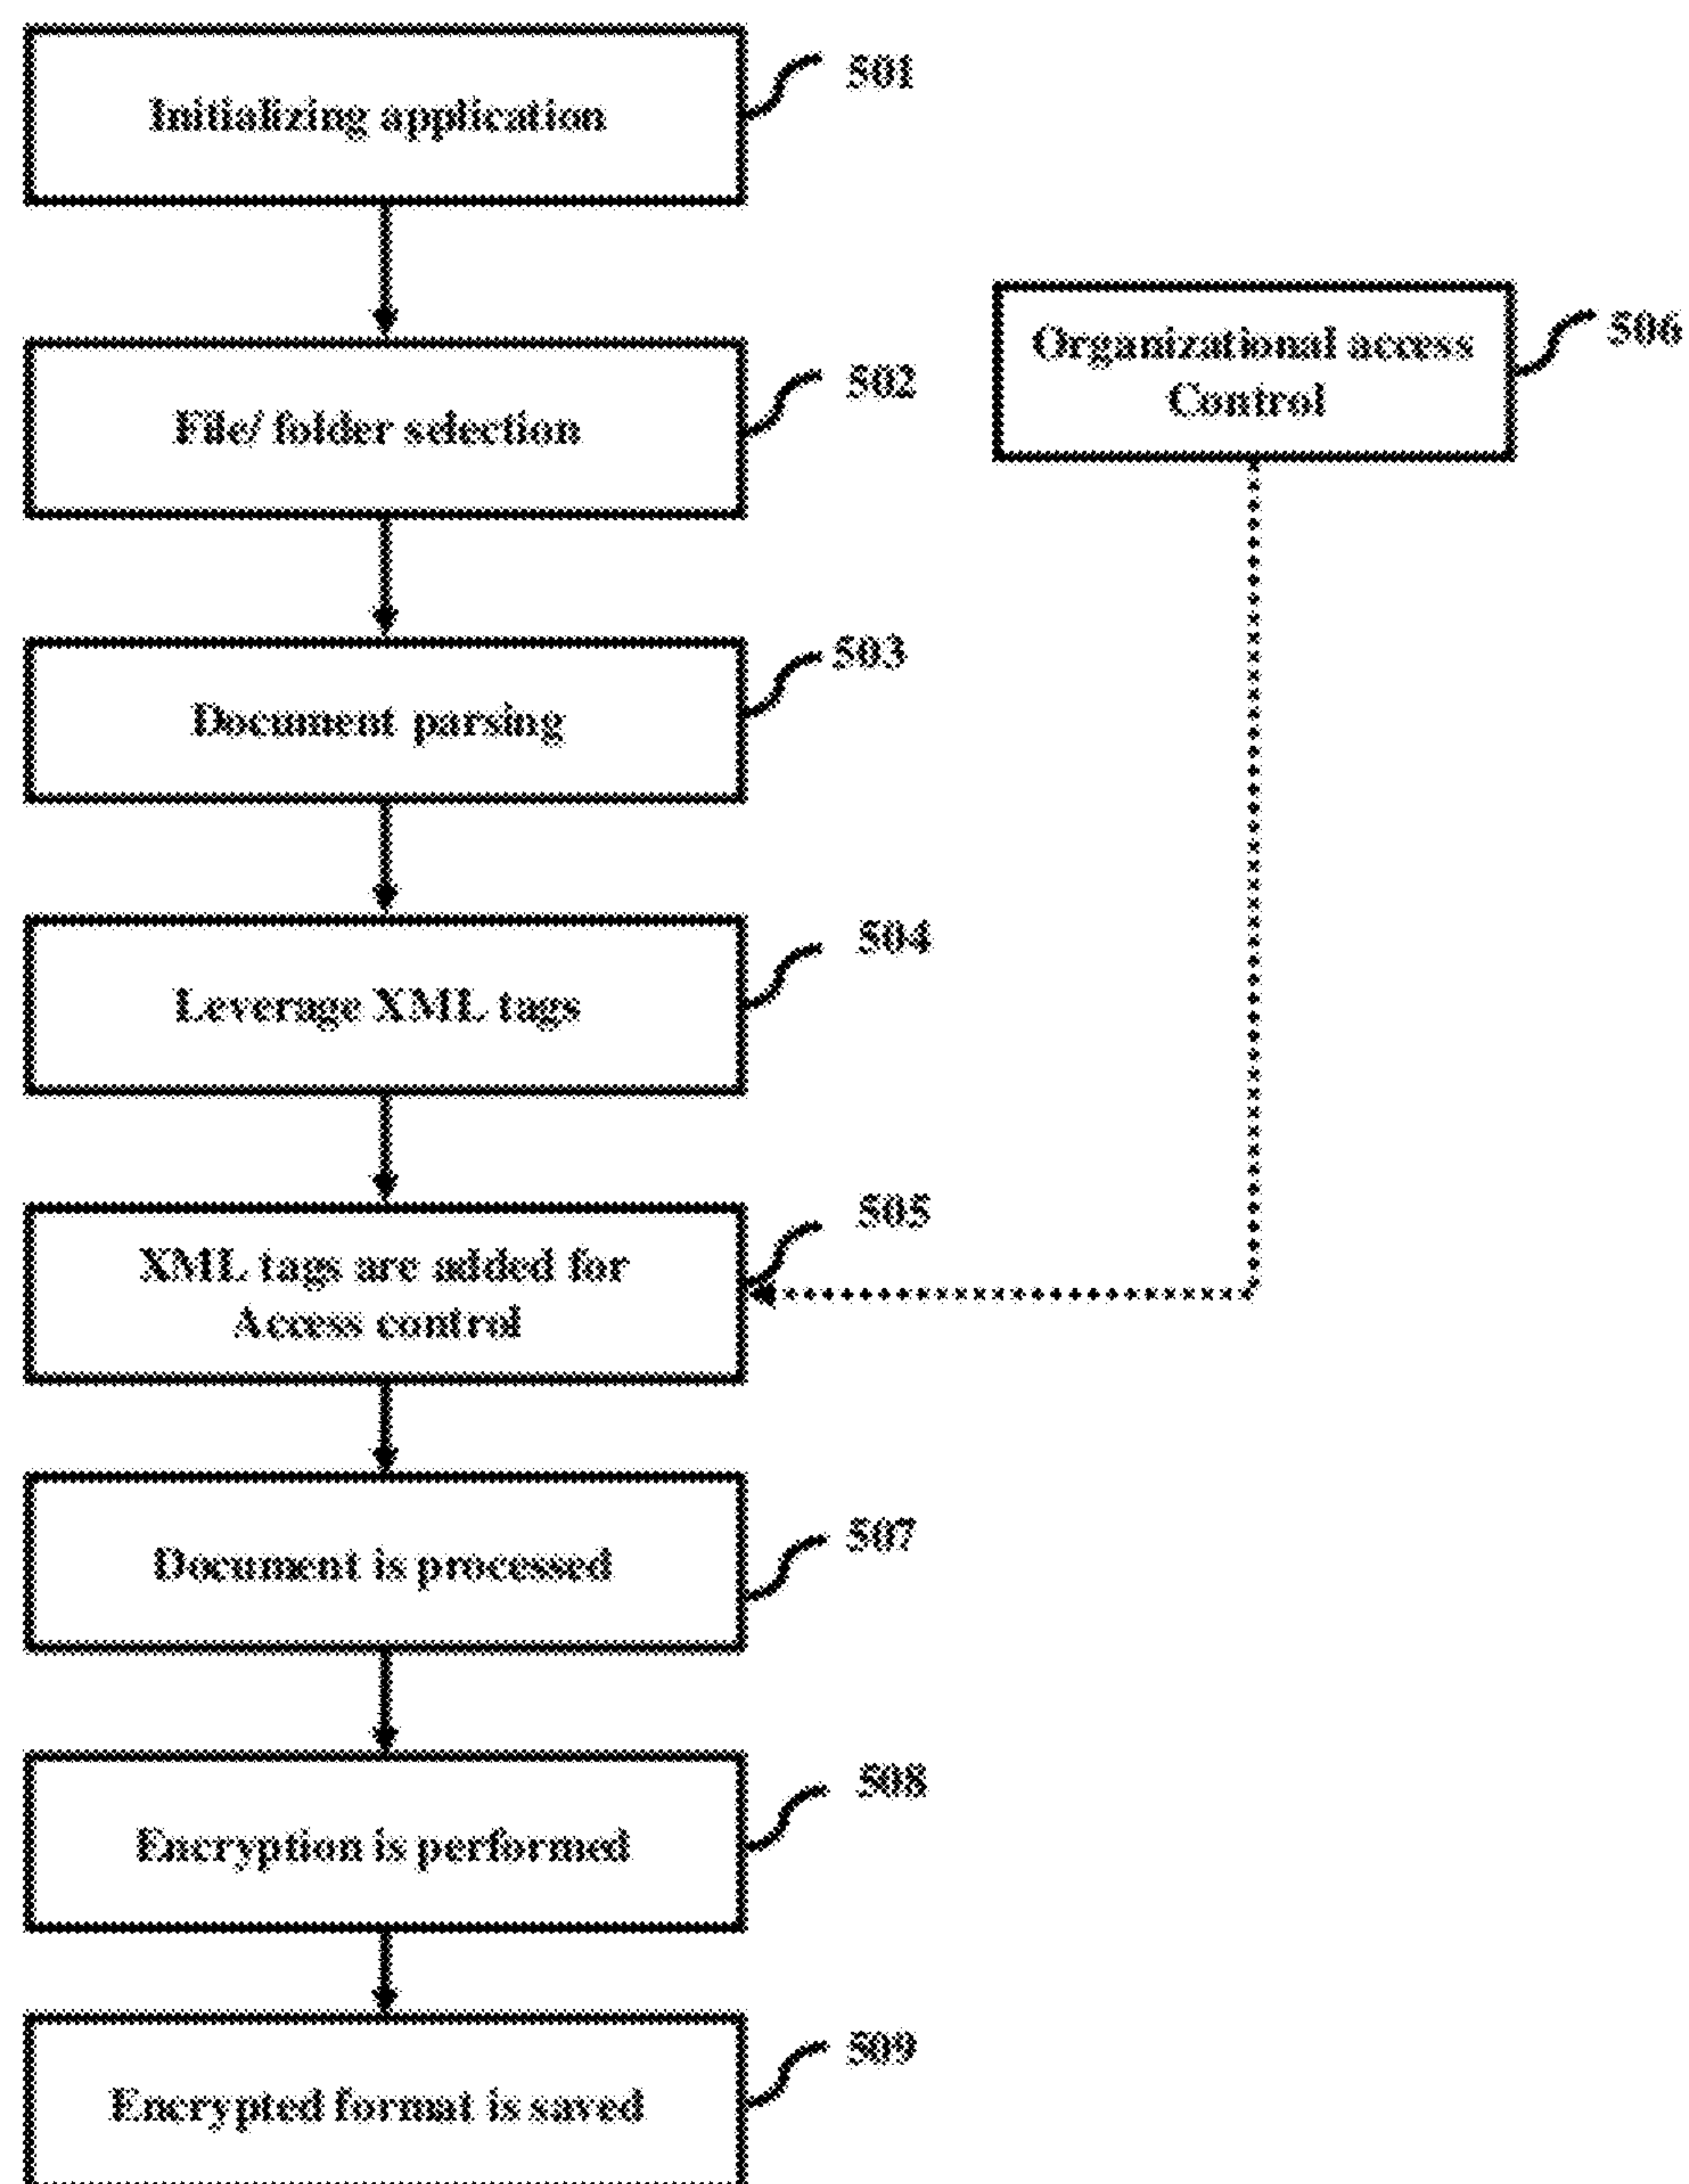 Initializing application
501
File/ folder selection
502
Organizational access
Control
506
Document parsing
503
Leverage XML tags
504
XML tags are added for
Access control
505
Document is processed
507
Encryption is performed
508
Encrypted format is saved
509